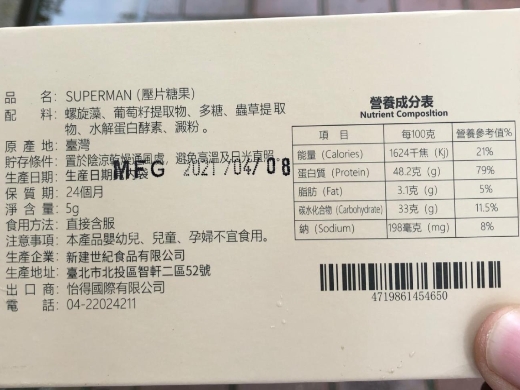 品 名：SUPERMAN（壓片糖果）
配 料：螺旋藻、葡萄籽提取物、多糖、蟲草提取
物、水解蛋白酵素、澱粉。
原 產 地：臺灣
貯存條件：置於陰涼乾燥通風處，避免高溫及日光直照。
生產日期：生產日期 內袋
MFG 2021/04/08
保 質 期：24個月
淨 含 量：5g
食用方法：直接含服
注意事項：本產品嬰幼兒、兒童、孕婦不宜食用。
生產企業：新建世紀食品有限公司
生產地址：臺北市北投區智軒二區52號
出 口 商：怡得國際有限公司
電 話：04-22024211
營養成分表
Nutrient Composition
項 目 每100克 營養參考值%
能量（Calories） 1624千焦（Kj） 21%
蛋白質（Protein） 48.2克（g） 79%
脂肪（Fat） 3.1克（g） 5%
碳水化合物（Carbohydrate） 33克（g） 11.5%
鈉（Sodium） 198毫克（mg） 8%
4719861454650